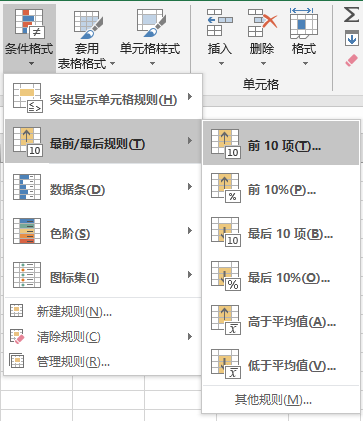 条件格式
套用
表格格式
单元格样式
插入
删除
格式
单元格
突出显示单元格规则(H)
最前/最后规则(T)
数据条(D)
色阶(S)
图标集(I)
新建规则(N)...
清除规则(C)
管理规则(R)...
前 10 项(T)...
前 10%(P)...
最后 10 项(B)...
最后 10%(O)...
高于平均值(A)...
低于平均值(V)...
其他规则(M)...